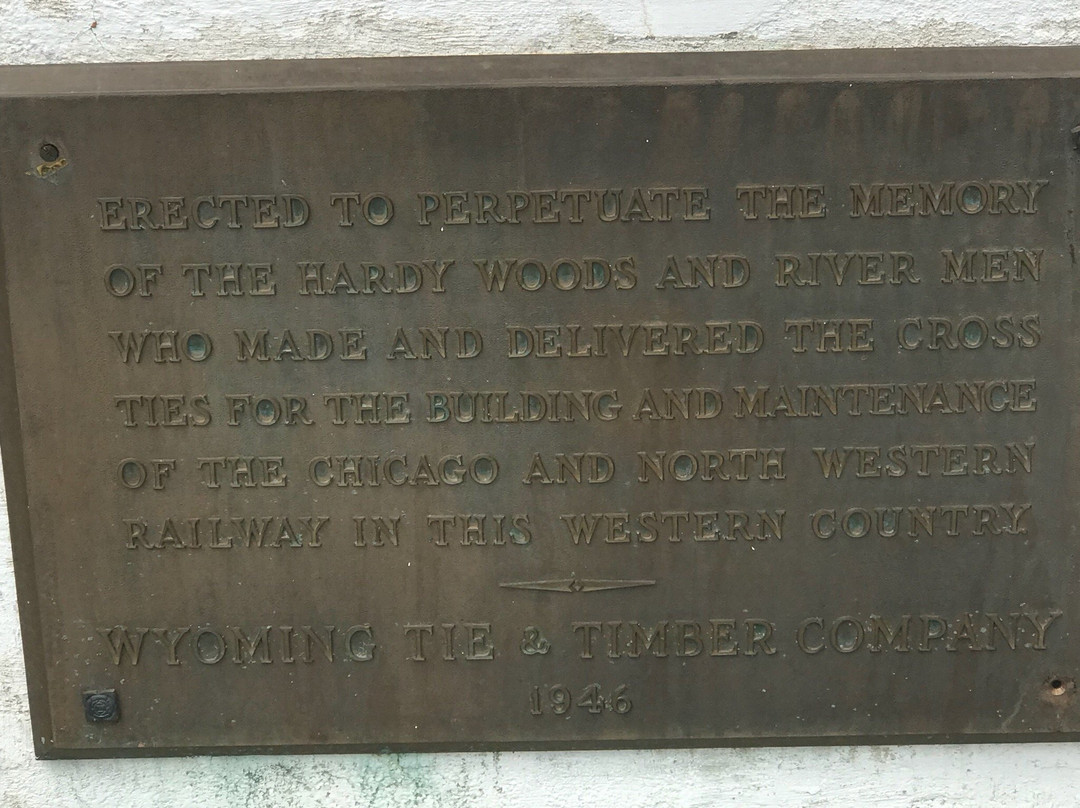 ERECTED TO PERPETUATE THE MEMORY
OF THE HARDY WOODS AND RIVER MEN
WHO MADE AND DELIVERED THE CROSS
TIES FOR THE BUILDING AND MAINTENANCE
OF THE CHICAGO AND NORTH WESTERN
RAILWAY IN THIS WESTERN COUNTRY.
WYOMING TIE & TIMBER COMPANY
1946